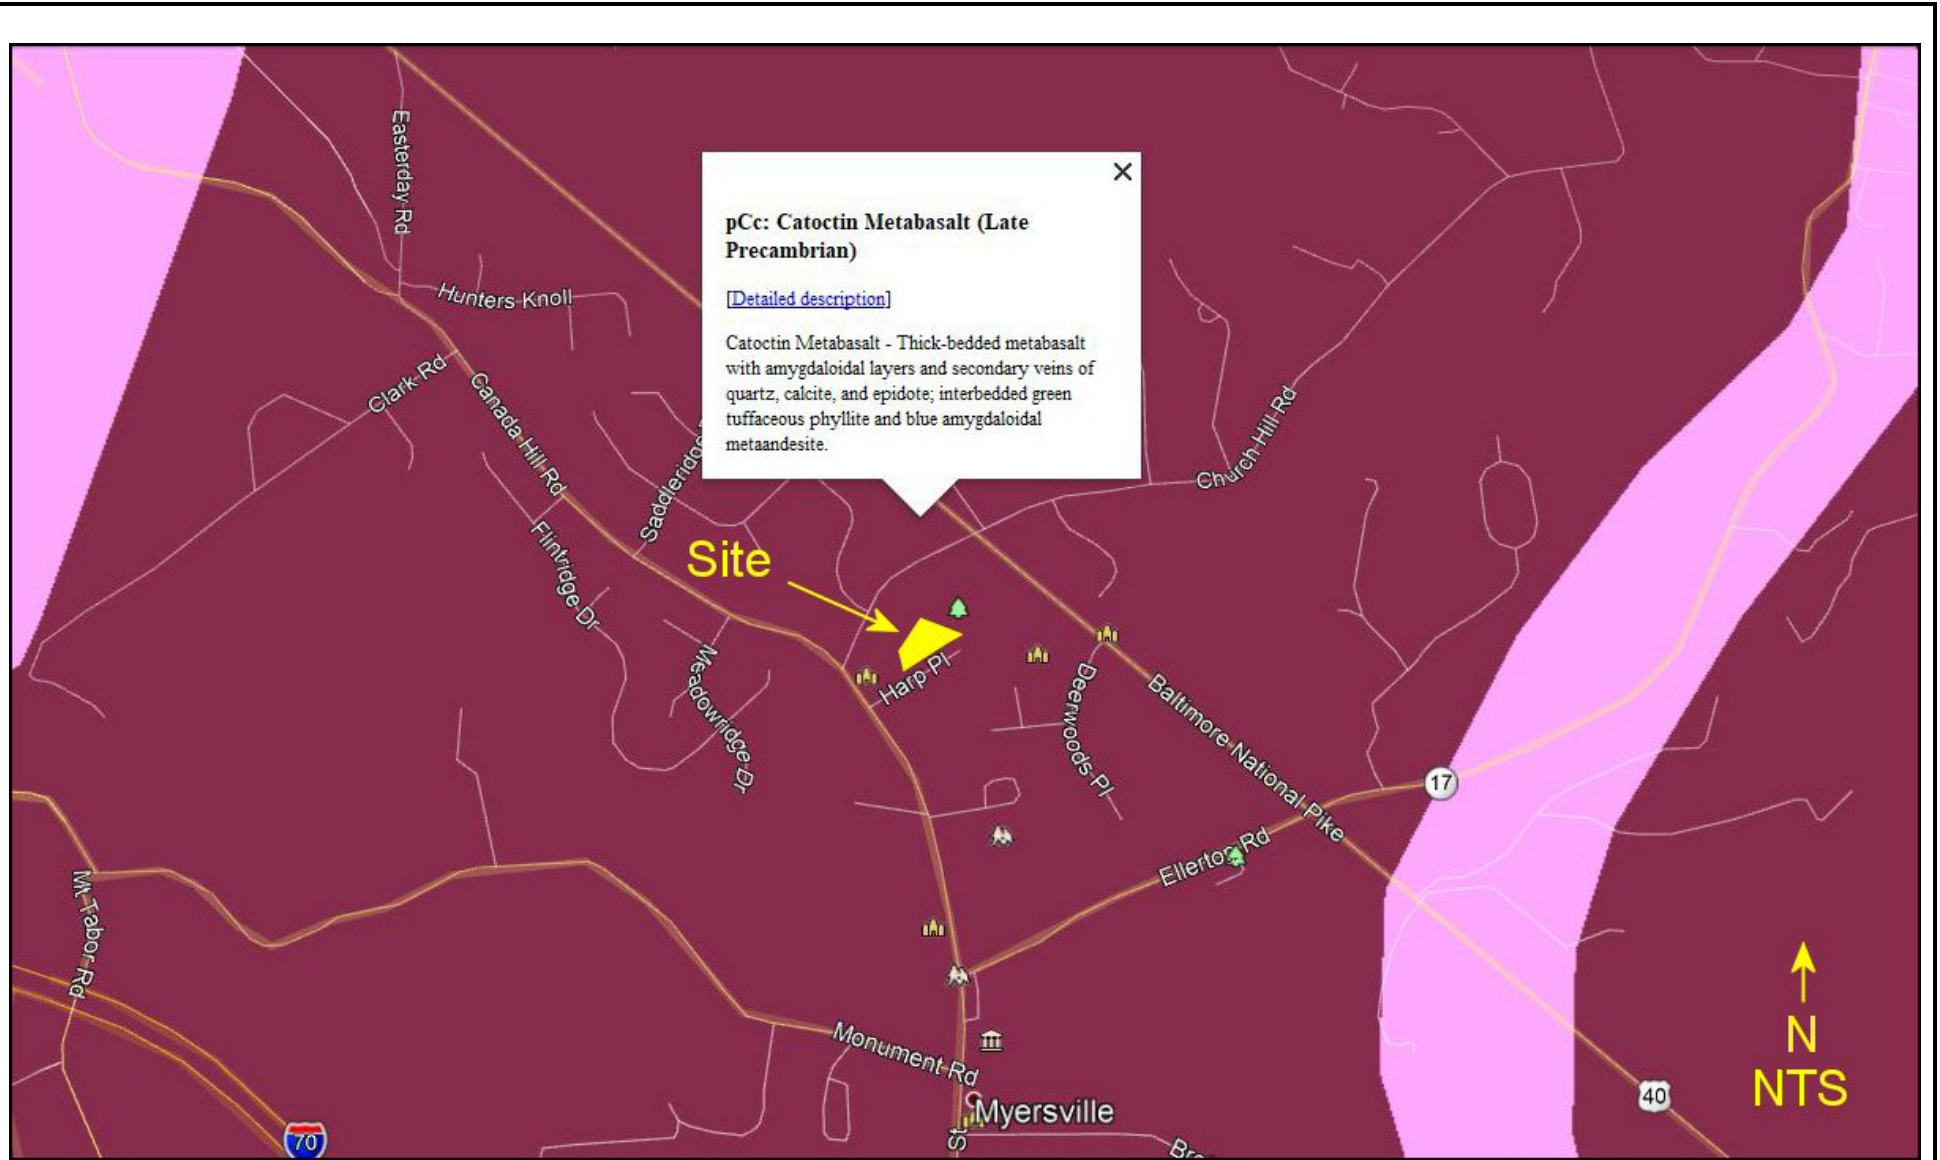 Easterday Rd
pCc: Catoctin Metabasalt (Late
Precambrian)
[Detailed description]
Hunters Knoll
Catoctin Metabasalt - Thick-bedded metabasalt
with amygdaloidal layers and secondary veins of
quartz, calcite, and epidote; interbedded green
tuffaceous phyllite and blue amygdaloidal
metaandesite.
Clark Rd
Canada Hill Rd
Church Hill Rd
Flintridge Dr
Site
Harp Pl
Meadowridge Dr
Deerwoods Pl
Baltimore National Pike
17
Ellerton Rd
Mt Tabor Rd
Monument Rd
N
NTS
40
Myersville
St
70